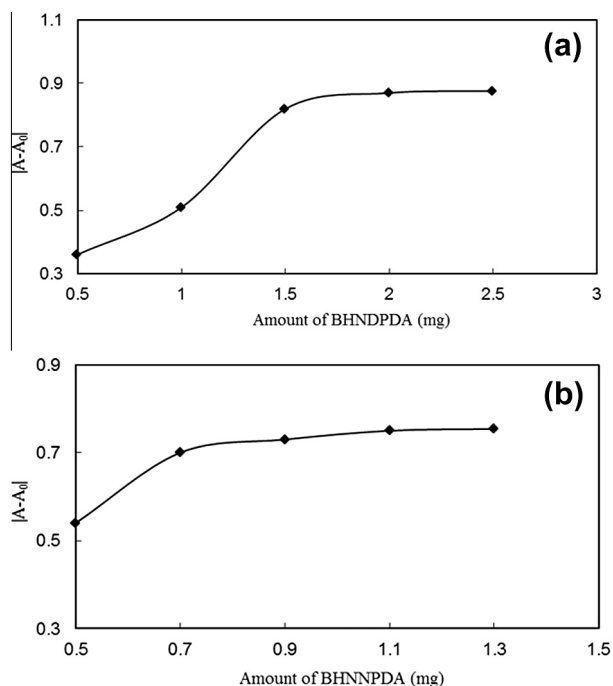 (a)
1.1
0.9
0.7
0.5
0.3
|A-A0|
0.5 1 1.5 2 2.5 3
Amount of BHNDPDA (mg)
(b)
0.9
0.7
0.5
0.3
|A-A0|
0.5 0.7 0.9 1.1 1.3 1.5
Amount of BHNNPDA (mg)